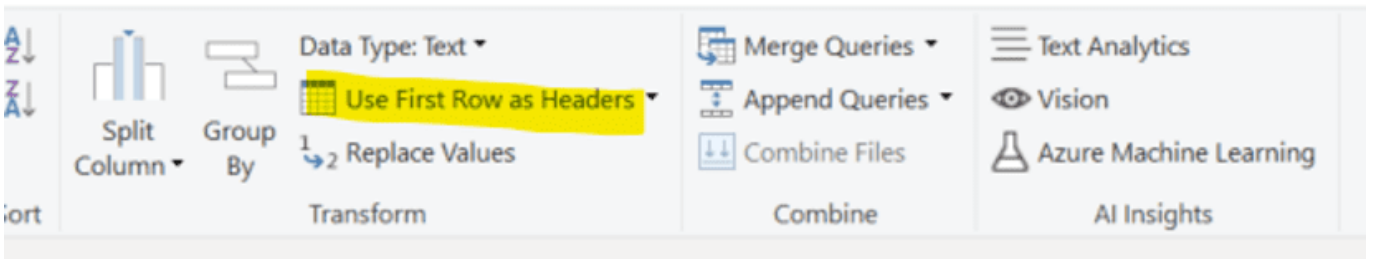 Split
Column
Group
By
Data Type: Text
Use First Row as Headers
Replace Values
Merge Queries
Append Queries
Combine Files
Text Analytics
Vision
Azure Machine Learning
Transform
Combine
AI Insights